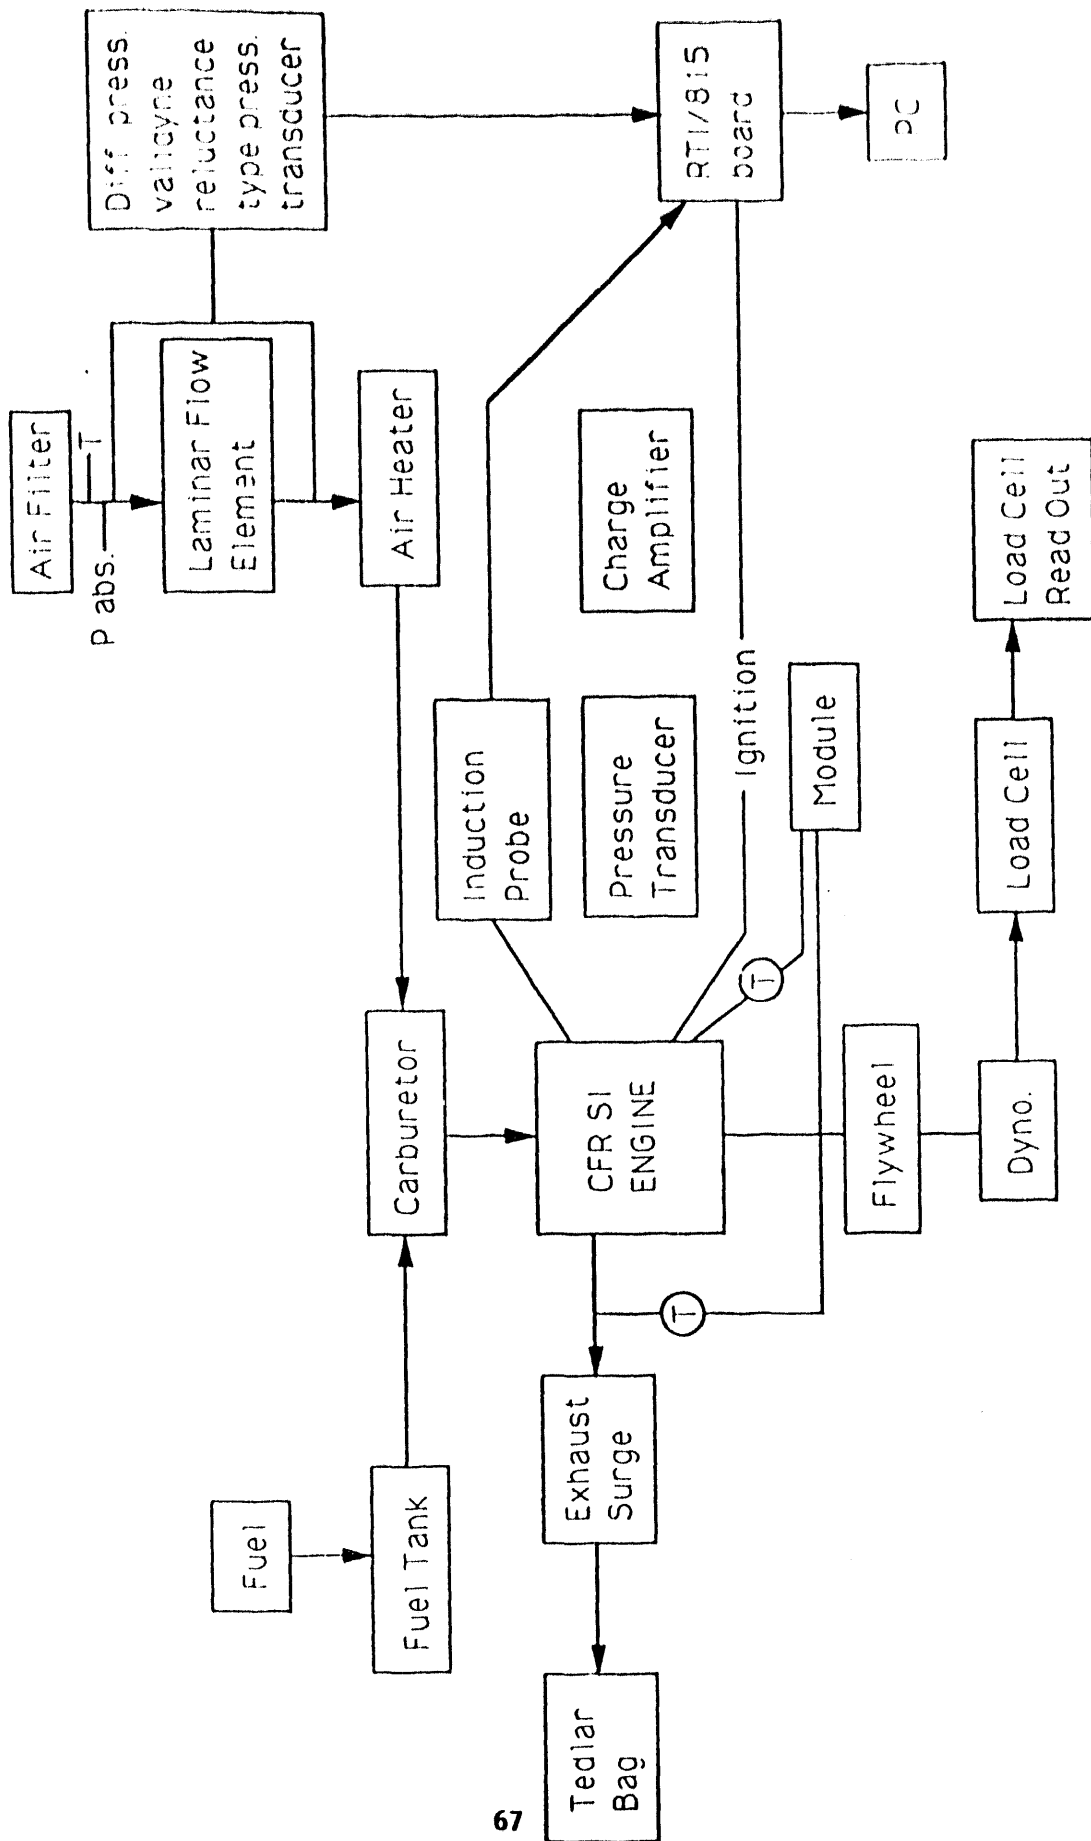 Air Filter
T
P abs.
Laminar Flow
Element
Air Heater
Diff press.
validyne
reluctance
type press.
transducer
RTI/815
board
PC
Fuel
Fuel Tank
Carburetor
Induction
Probe
Charge
Amplifier
Pressure
Transducer
Ignition
Module
CFR SI
ENGINE
T
T
Exhaust
Surge
Tedlar
Bag
Flywheel
Dyno.
Load Cell
Load Cell
Read Out
67